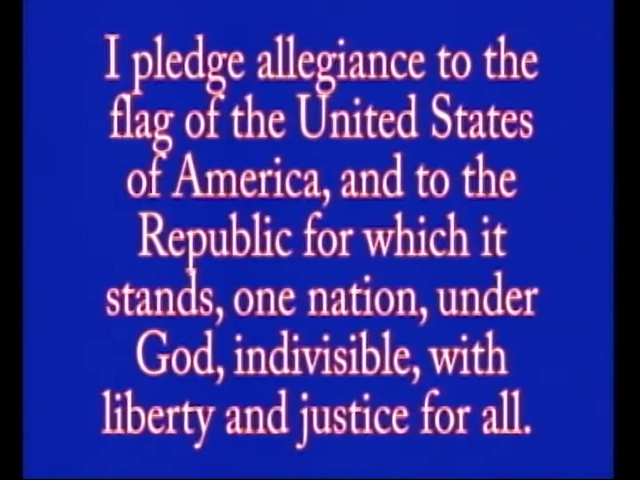 I pledge allegiance to the
flag of the United States
of America, and to the
Republic for which it
stands, one nation, under
God, indivisible, with
liberty and justice for all.